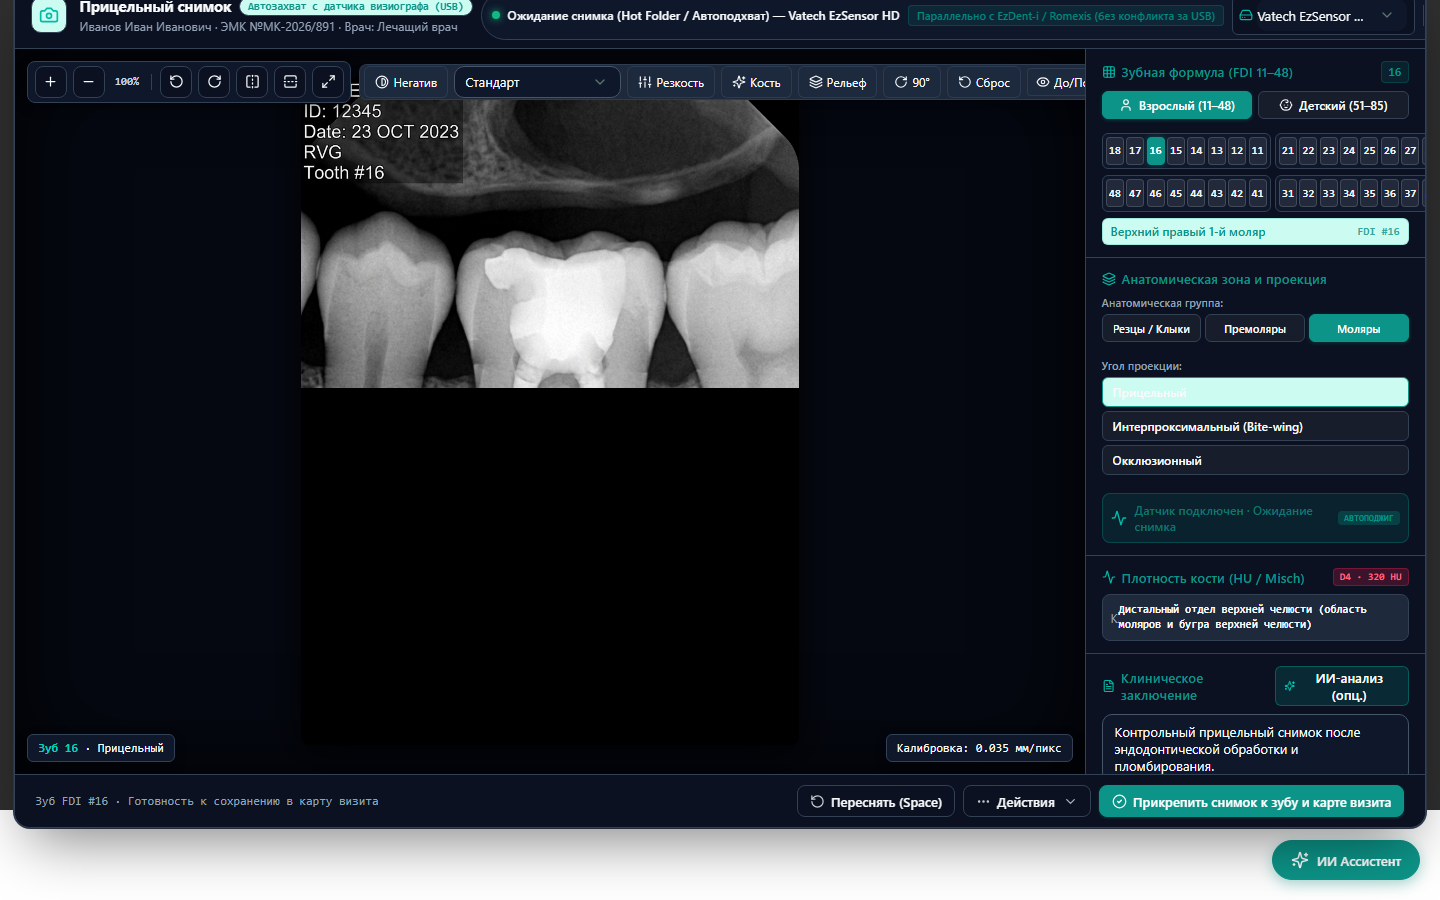 Прицельный снимок
Автозахват с датчика визиографа (USB)
Иванов Иван Иванович · ЭМК №МК-2026/891 · Врач: Лечащий врач
Ожидание снимка (Hot Folder / Автоподхват) — Vatech EzSensor HD
Параллельно с EzDent-i / Romexis (без конфликта за USB)
Vatech EzSensor ...
100%
Негатив
Стандарт
Резкость
Кость
Рельеф
90°
Сброс
До/По
ID: 12345
Date: 23 OCT 2023
RVG
Tooth #16
Зуб 16 · Прицельный
Калибровка: 0.035 мм/пикс
Зубная формула (FDI 11–48)
16
Взрослый (11–48)
Детский (51–85)
18 17 16 15 14 13 12 11 21 22 23 24 25 26 27
48 47 46 45 44 43 42 41 31 32 33 34 35 36 37
Верхний правый 1-й моляр
FDI #16
Анатомическая зона и проекция
Анатомическая группа:
Резцы / Клыки
Премоляры
Моляры
Угол проекции:
Прицельный
Интерпроксимальный (Bite-wing)
Окклюзионный
Датчик подключен · Ожидание
снимка
АВТОПОДЖИГ
Плотность кости (HU / Misch)
D4 · 320 HU
Дистальный отдел верхней челюсти (область
моляров и бугра верхней челюсти)
Клиническое
заключение
ИИ-анализ
(опц.)
Контрольный прицельный снимок после
эндодонтической обработки и
пломбирования.
Зуб FDI #16 · Готовность к сохранению в карту визита
Переснять (Space)
Действия
Прикрепить снимок к зубу и карте визита
ИИ Ассистент